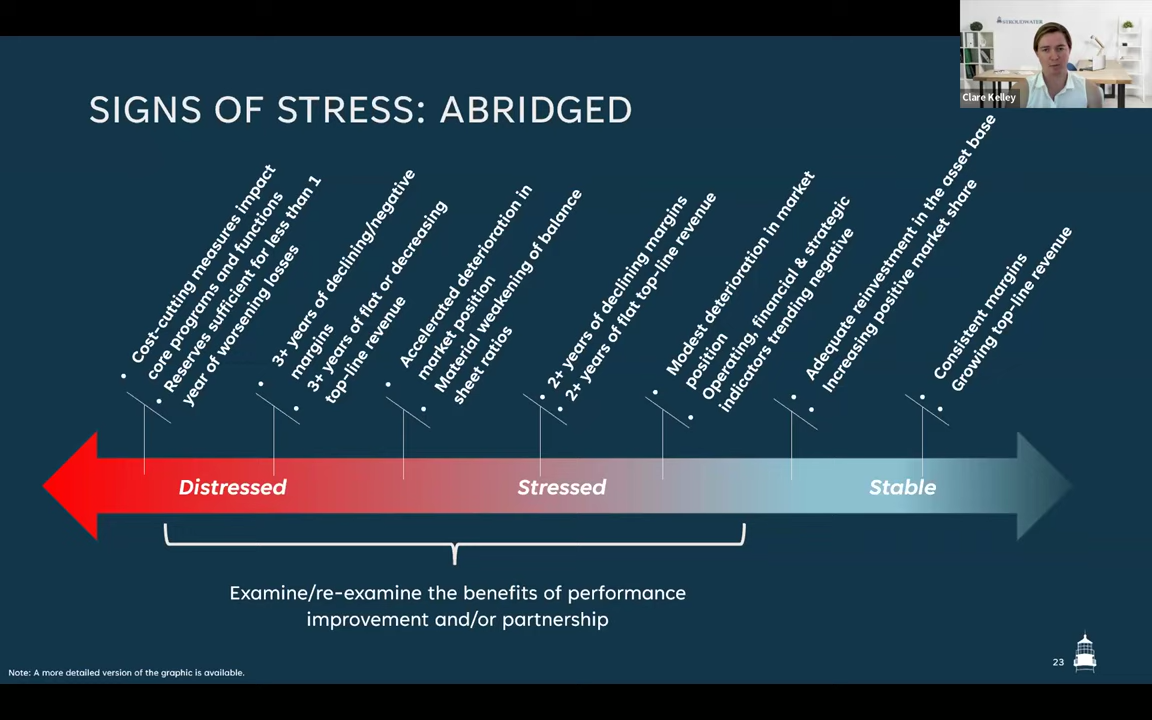 STROUDWATER
Clare Kelley
SIGNS OF STRESS: ABRIDGED
• Cost-cutting measures impact
core programs and functions
• Reserves sufficient for less than 1
year of worsening losses
• 3+ years of declining/negative
margins
• 3+ years of flat or decreasing
top-line revenue
• Accelerated deterioration in
market position
• Material weakening of balance
sheet ratios
• 2+ years of declining margins
• 2+ years of flat top-line revenue
• Modest deterioration in market
position
• Operating, financial & strategic
indicators trending negative
• Adequate reinvestment in the asset base
• Increasing positive market share
• Consistent margins
• Growing top-line revenue
Distressed
Stressed
Stable
Examine/re-examine the benefits of performance
improvement and/or partnership
Note: A more detailed version of the graphic is available.
23